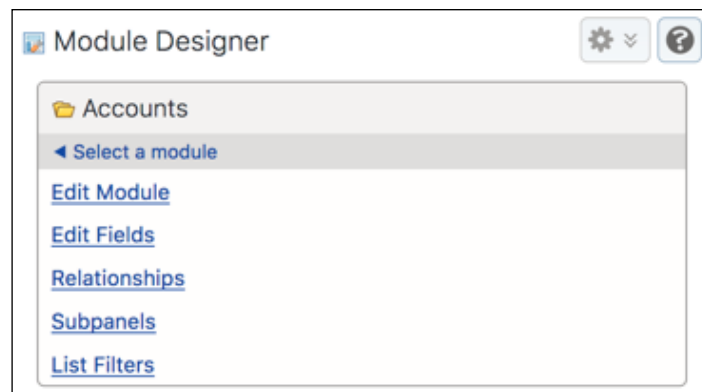 Module Designer
Accounts
Select a module
Edit Module
Edit Fields
Relationships
Subpanels
List Filters